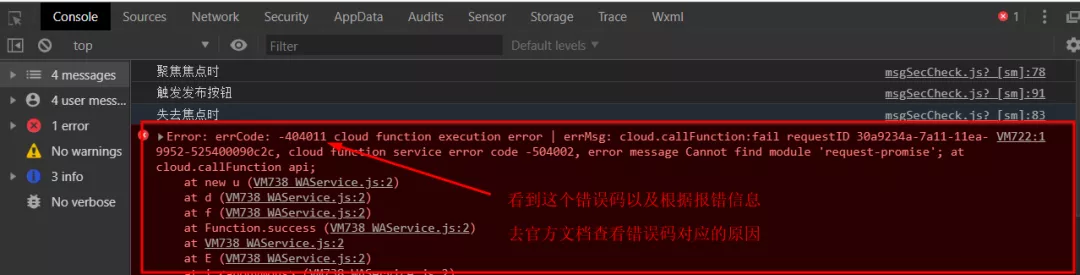 Console Sources Network Security AppData Audits Sensor Storage Trace Wxml 1
top Filter Default levels
4 messages
聚焦焦点时 msgSecCheck.js? [sm]:78
4 user mess...
触发发布按钮 msgSecCheck.js? [sm]:91
失去焦点时 msgSecCheck.js? [sm]:83
1 error
No warnings
3 info
No verbose
Error: errCode: -404011 cloud function execution error | errMsg: cloud.callFunction:fail requestID 30a9234a-7a11-11ea- VM722:1
9952-525400090c2c, cloud function service error code -504002, error message Cannot find module 'request-promise'; at
cloud.callFunction api;
at new u (VM738 WAService.js:2)
at d (VM738 WAService.js:2)
at f (VM738 WAService.js:2)
at Function.success (VM738 WAService.js:2)
at VM738 WAService.js:2
at E (VM738 WAService.js:2)
看到这个错误码以及根据报错信息
去官方文档查看错误码对应的原因